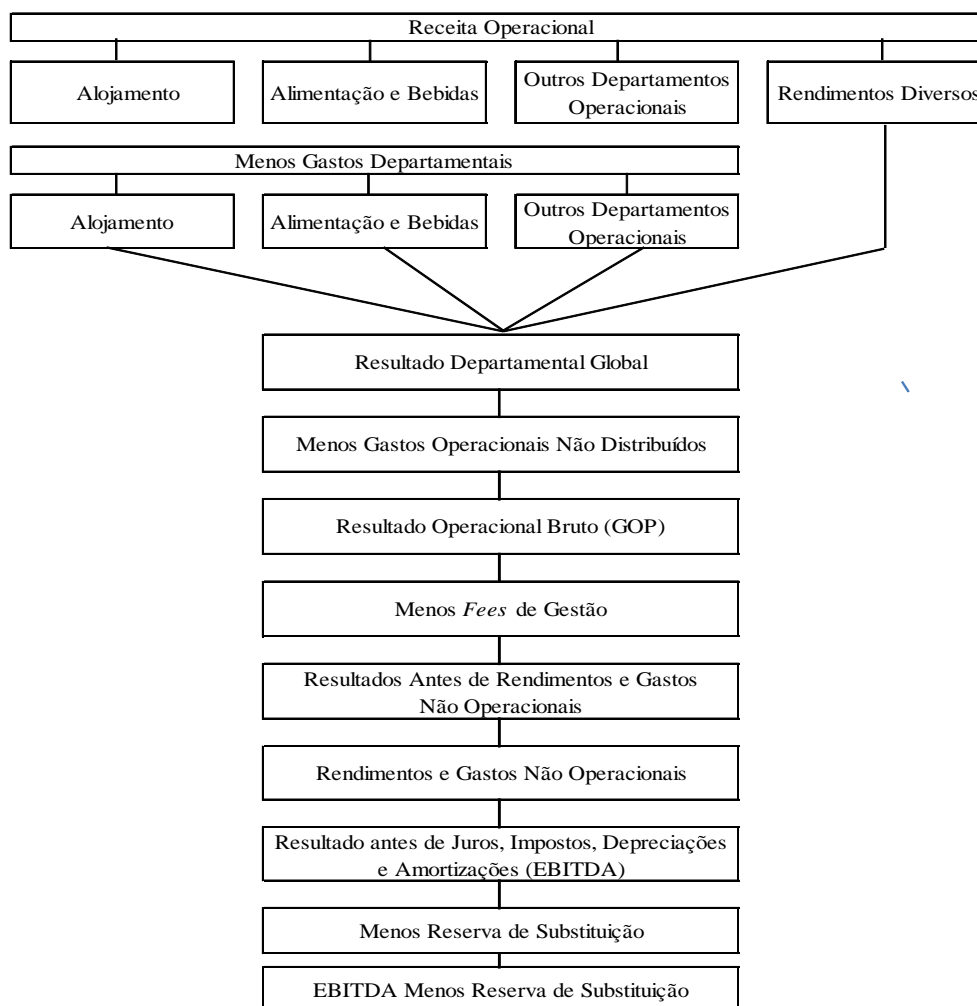 Receita Operacional
Alojamento
Alimentação e Bebidas
Outros Departamentos
Operacionais
Rendimentos Diversos
Menos Gastos Departamentais
Alojamento
Alimentação e Bebidas
Outros Departamentos
Operacionais
Resultado Departamental Global
Menos Gastos Operacionais Não Distribuídos
Resultado Operacional Bruto (GOP)
Menos Fees de Gestão
Resultados Antes de Rendimentos e Gastos
Não Operacionais
Rendimentos e Gastos Não Operacionais
Resultado antes de Juros, Impostos, Depreciações
e Amortizações (EBITDA)
Menos Reserva de Substituição
EBITDA Menos Reserva de Substituição